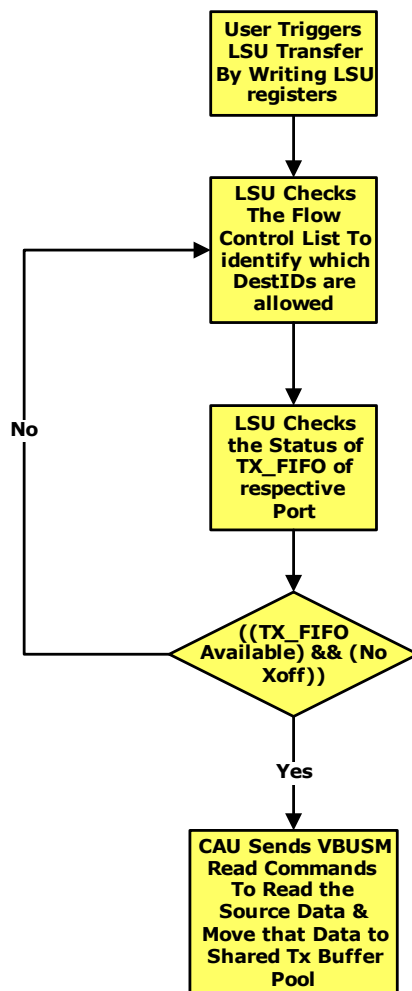 User Triggers
LSU Transfer
By Writing LSU
registers
LSU Checks
The Flow
Control List To
identify which
DestIDs are
allowed
No
LSU Checks
the Status of
TX_FIFO of
respective
Port
((TX_FIFO
Available) && (No
Xoff))
Yes
CAU Sends VBUSM
Read Commands
To Read the
Source Data &
Move that Data to
Shared Tx Buffer
Pool